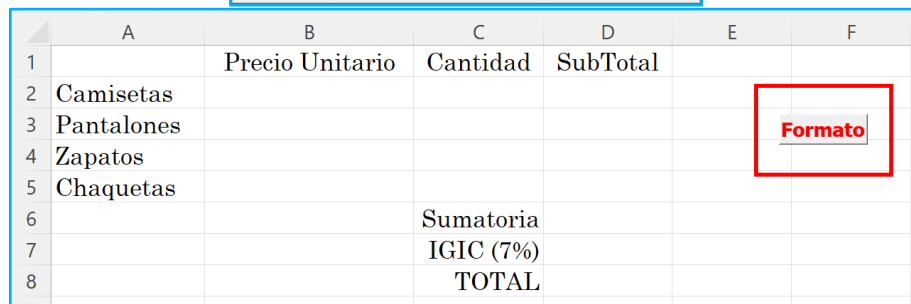 A B C D E F
1 Precio Unitario Cantidad SubTotal
2 Camisetas
3 Pantalones Formato
4 Zapatos
5 Chaquetas
6 Sumatoria
7 IGIC (7%)
8 TOTAL